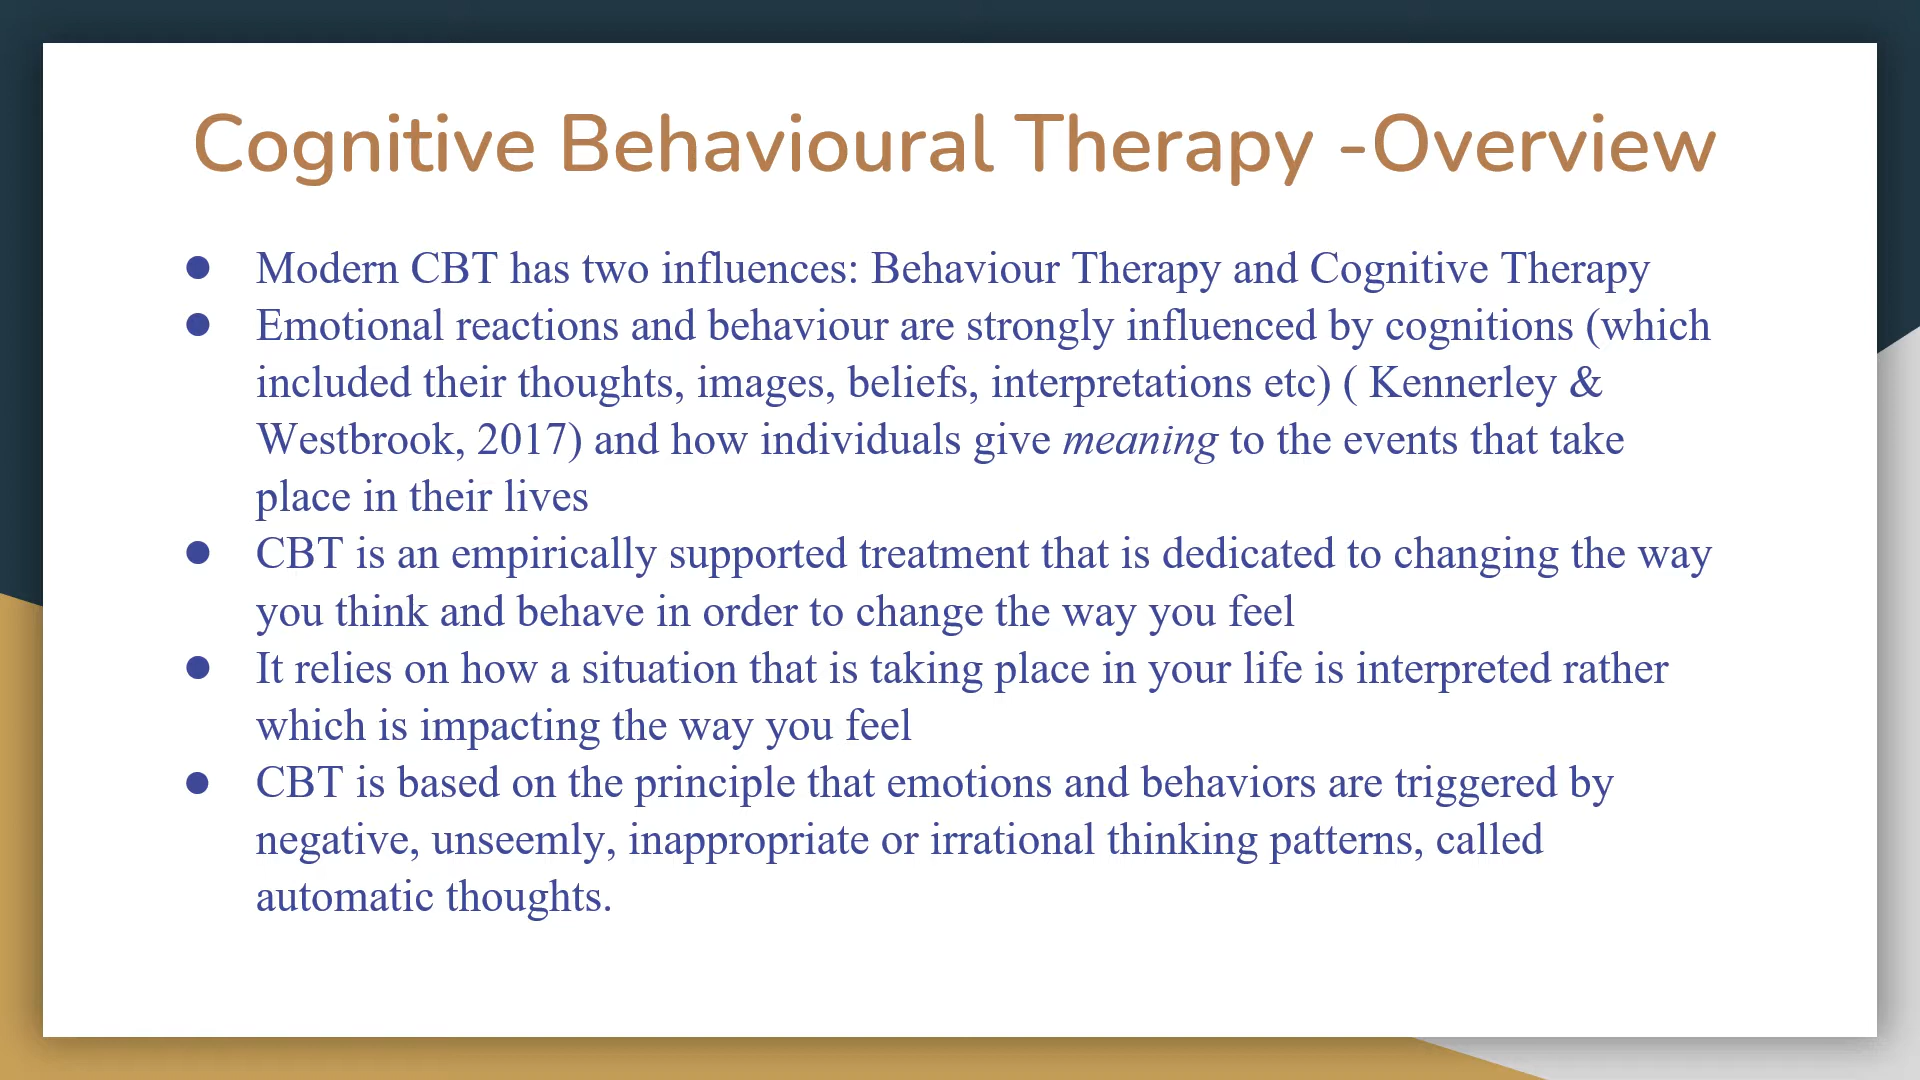 Cognitive Behavioural Therapy -Overview
● Modern CBT has two influences: Behaviour Therapy and Cognitive Therapy
● Emotional reactions and behaviour are strongly influenced by cognitions (which
included their thoughts, images, beliefs, interpretations etc) ( Kennerley &
Westbrook, 2017) and how individuals give meaning to the events that take
place in their lives
● CBT is an empirically supported treatment that is dedicated to changing the way
you think and behave in order to change the way you feel
● It relies on how a situation that is taking place in your life is interpreted rather
which is impacting the way you feel
● CBT is based on the principle that emotions and behaviors are triggered by
negative, unseemly, inappropriate or irrational thinking patterns, called
automatic thoughts.